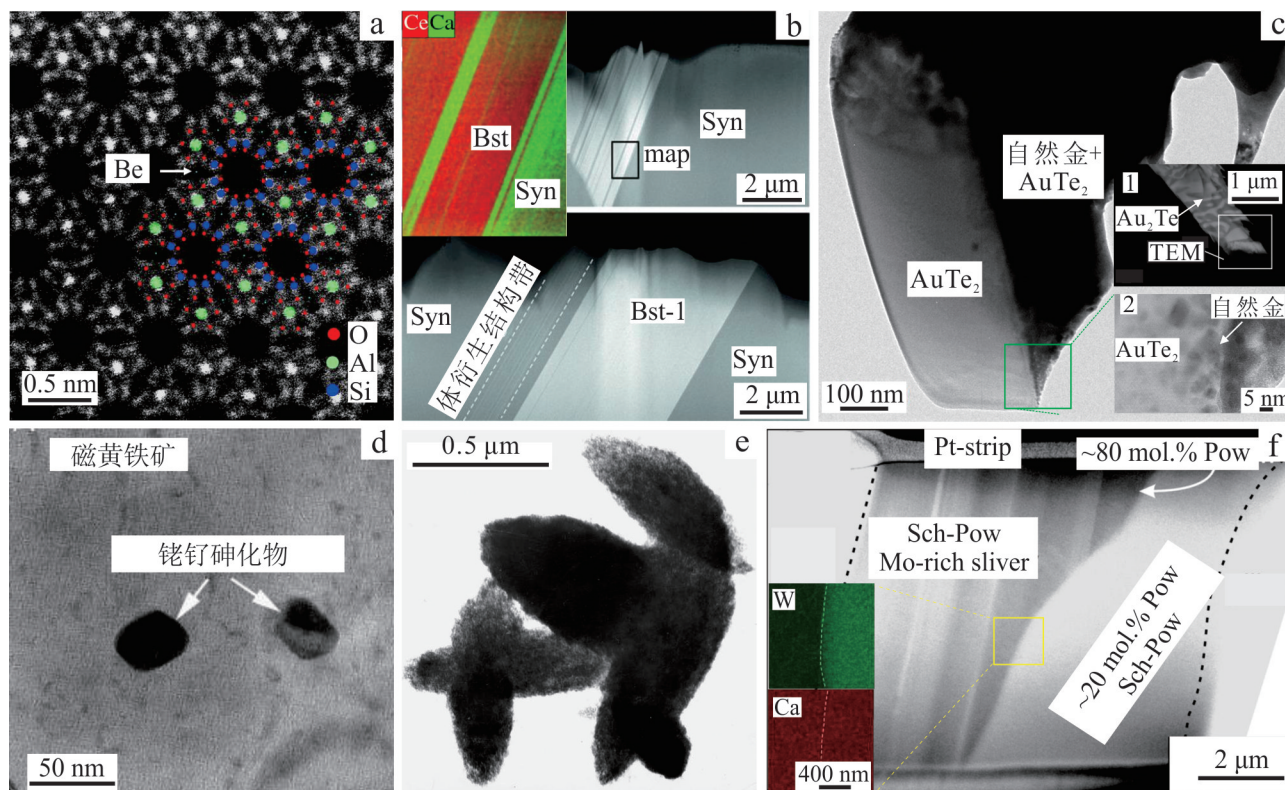 a
Be
O
Al
Si
0.5 nm
b
Ce Ca
Bst
Syn
Syn
map
2 μm
Syn
体衍生结构带
Bst-1
Syn
2 μm
c
自然金+
AuTe₂
AuTe₂
100 nm
1
1 μm
Au₂Te
TEM
2
自然金
AuTe₂
5 nm
d
磁黄铁矿
铑钌砷化物
50 nm
e
0.5 μm
f
Pt-strip
~80 mol.% Pow
Sch-Pow
Mo-rich sliver
W
Ca
400 nm
~20 mol.% Pow
Sch-Pow
2 μm